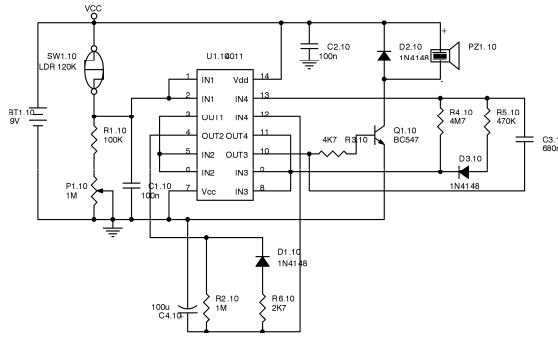 VCC
SW1.10
LDR 120K
U1.10
4011
C2.10
100n
D2.10
1N4148
+
PZ1.10
-
BT1.10
9V
1
IN1
Vdd
14
2
IN1
IN4
13
3
OUT1
IN4
12
4
OUT2
OUT4
11
5
IN2
OUT3
10
6
IN2
IN3
9
7
Vcc
IN3
8
R1.10
100K
P1.10
1M
C1.10
100n
4K7
R3.10
Q1.10
BC547
R4.10
4M7
R5.10
470K
C3.1
680n
D3.10
1N4148
D1.10
1N4148
100u
C4.10
R2.10
1M
R6.10
2K7